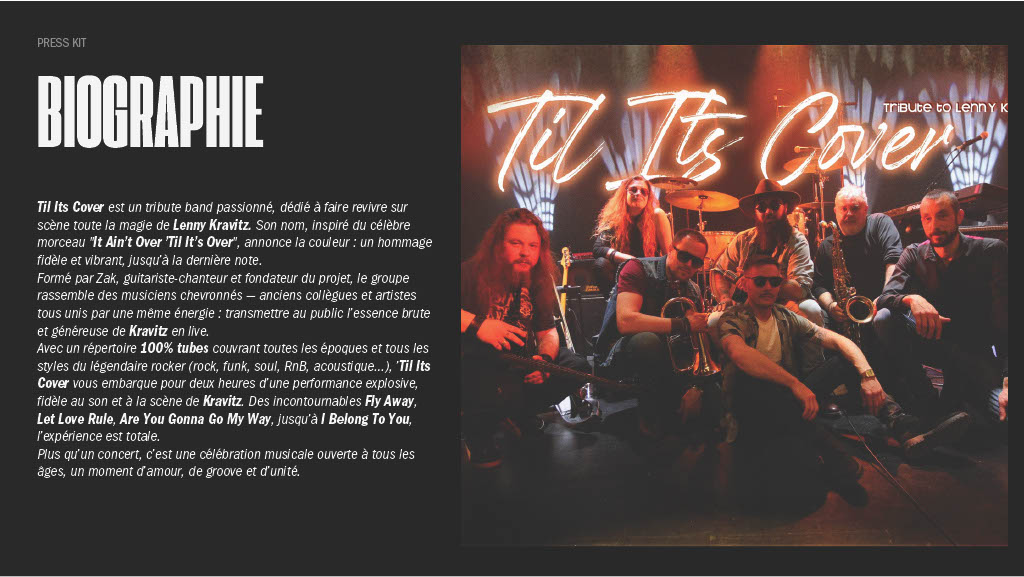 PRESS KIT
BIOGRAPHIE
Til Its Cover est un tribute band passionné, dédié à faire revivre sur
scène toute la magie de Lenny Kravitz. Son nom, inspiré du célèbre
morceau "It Ain't Over 'Til It's Over", annonce la couleur : un hommage
fidèle et vibrant, jusqu'à la dernière note.
Formé par Zak, guitariste-chanteur et fondateur du projet, le groupe
rassemble des musiciens chevronnés — anciens collègues et artistes
tous unis par une même énergie : transmettre au public l'essence brute
et généreuse de Kravitz en live.
Avec un répertoire 100% tubes couvrant toutes les époques et tous les
styles du légendaire rocker (rock, funk, soul, RnB, acoustique...), 'Til Its
Cover vous embarque pour deux heures d'une performance explosive,
fidèle au son et à la scène de Kravitz. Des incontournables Fly Away,
Let Love Rule, Are You Gonna Go My Way, jusqu'à I Belong To You,
l'expérience est totale.
Plus qu'un concert, c'est une célébration musicale ouverte à tous les
âges, un moment d'amour, de groove et d'unité.
Til Its Cover
Tribute to Lenny K